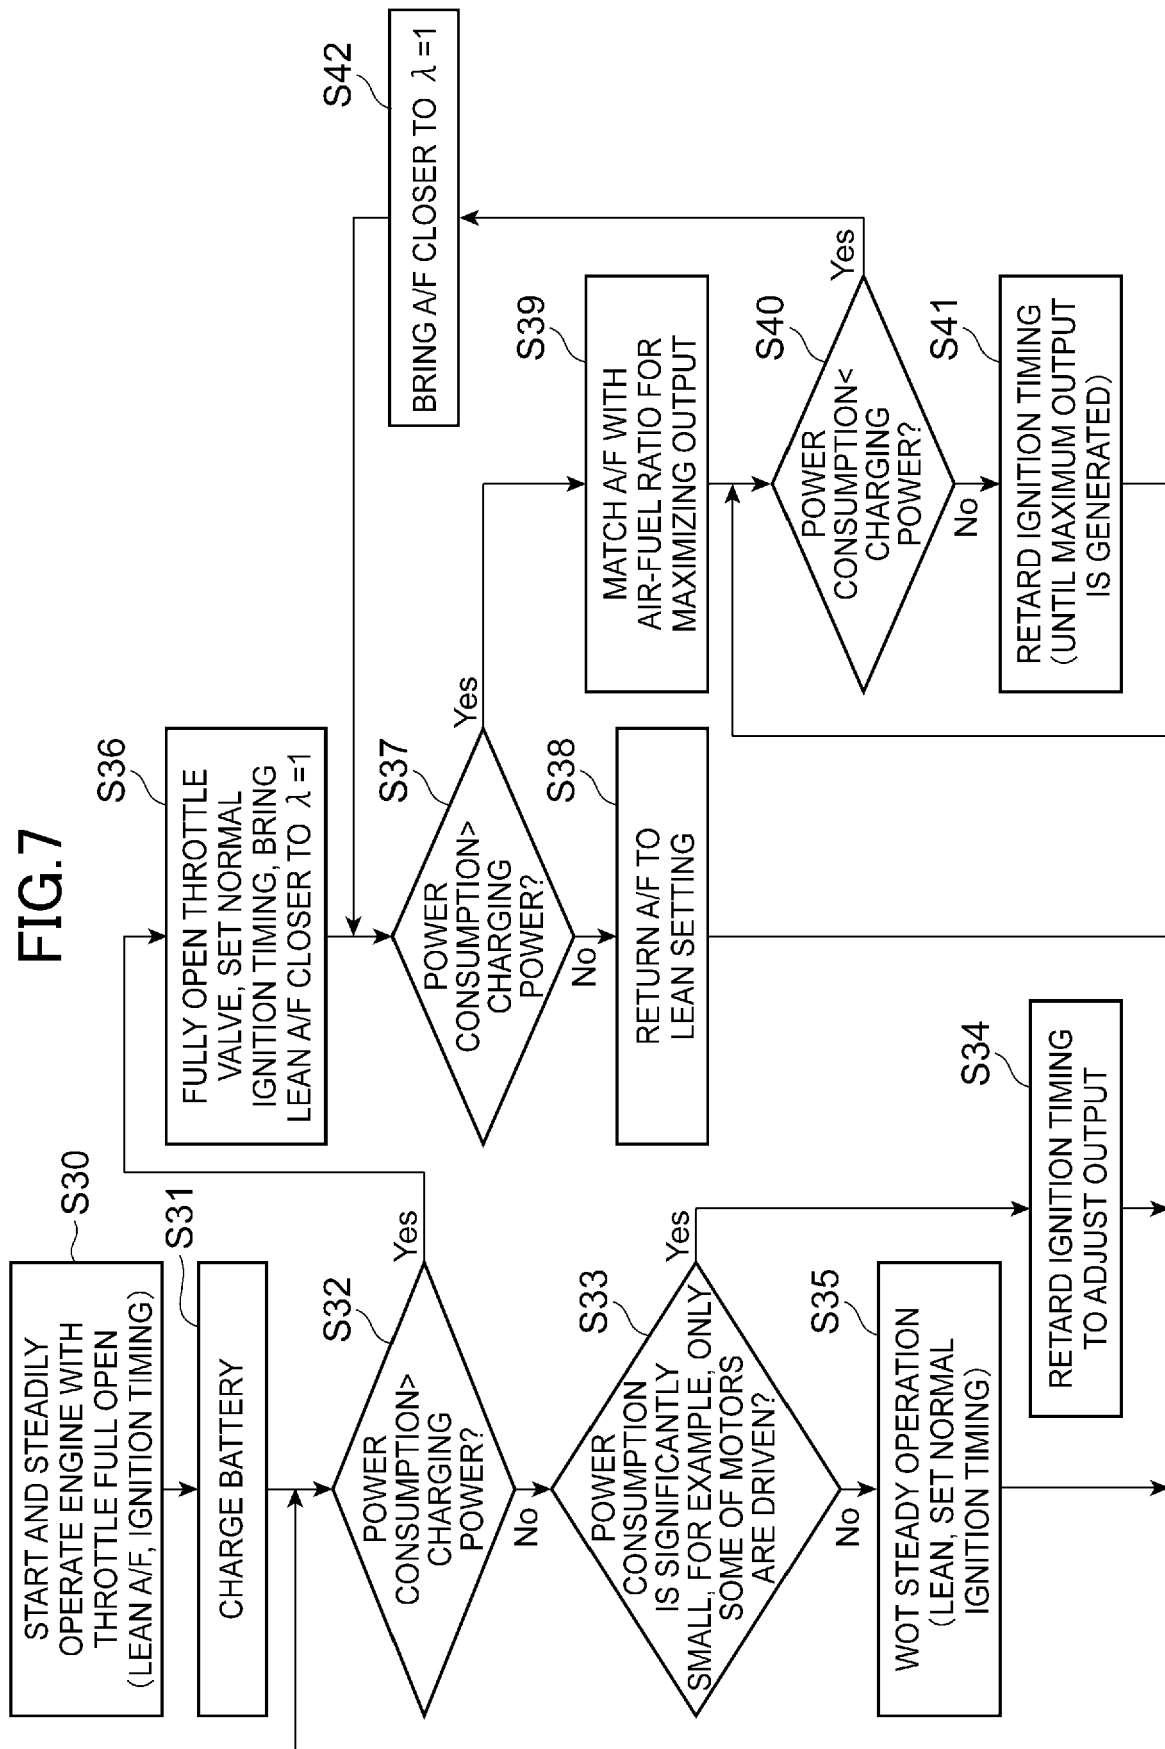 FIG.7
START AND STEADILY
OPERATE ENGINE WITH
THROTTLE FULL OPEN
(LEAN A/F, IGNITION TIMING)
S30
CHARGE BATTERY
S31
POWER
CONSUMPTION>
CHARGING
POWER?
S32
Yes
No
POWER
CONSUMPTION
IS SIGNIFICANTLY
SMALL, FOR EXAMPLE, ONLY
SOME OF MOTORS
ARE DRIVEN?
S33
Yes
No
RETARD IGNITION TIMING
TO ADJUST OUTPUT
S34
WOT STEADY OPERATION
(LEAN, SET NORMAL
IGNITION TIMING)
S35
FULLY OPEN THROTTLE
VALVE, SET NORMAL
IGNITION TIMING, BRING
LEAN A/F CLOSER TO λ=1
S36
POWER
CONSUMPTION>
CHARGING
POWER?
S37
Yes
No
RETURN A/F TO
LEAN SETTING
S38
MATCH A/F WITH
AIR-FUEL RATIO FOR
MAXIMIZING OUTPUT
S39
POWER
CONSUMPTION<
CHARGING
POWER?
S40
Yes
No
RETARD IGNITION TIMING
(UNTIL MAXIMUM OUTPUT
IS GENERATED)
S41
BRING A/F CLOSER TO λ=1
S42